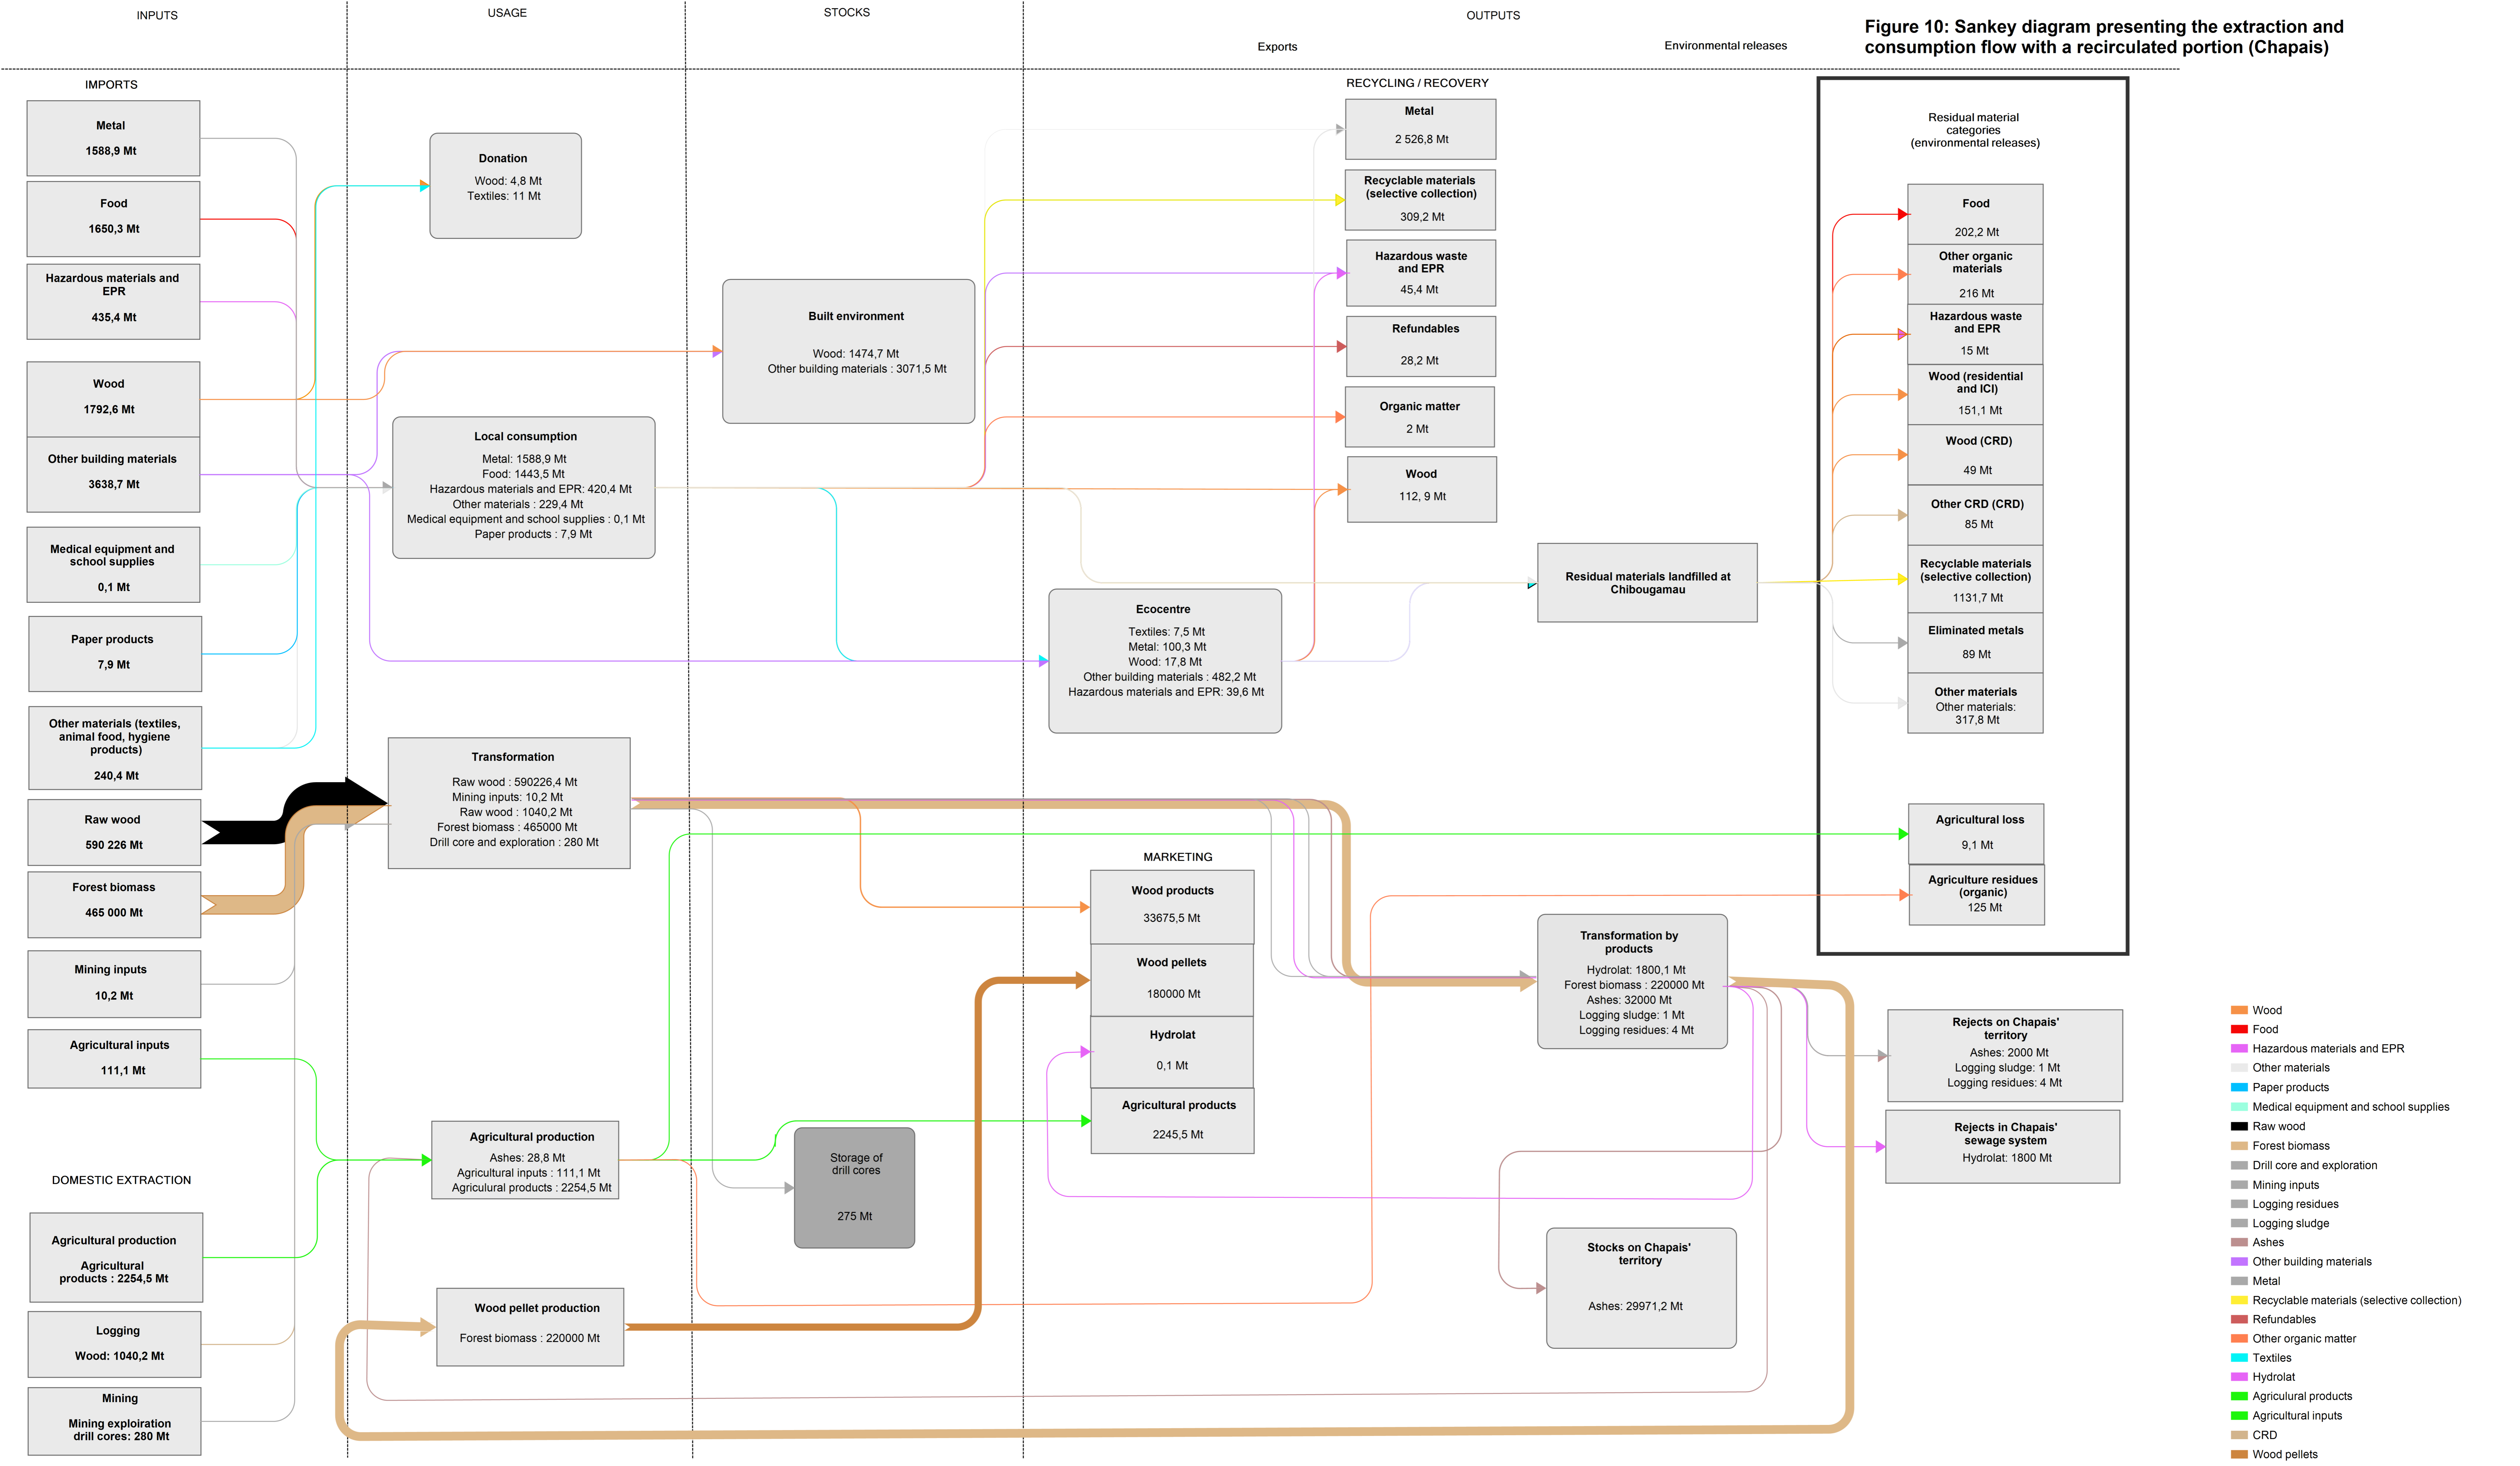 INPUTS
USAGE
STOCKS
OUTPUTS
Exports
Environmental releases
Figure 10: Sankey diagram presenting the extraction and
consumption flow with a recirculated portion (Chapais)
IMPORTS
Metal
1588,9 Mt
Food
1650,3 Mt
Hazardous materials and
EPR
435,4 Mt
Wood
1792,6 Mt
Other building materials
3638,7 Mt
Medical equipment and
school supplies
0,1 Mt
Paper products
7,9 Mt
Other materials (textiles,
animal food, hygiene
products)
240,4 Mt
Raw wood
590 226 Mt
Forest biomass
465 000 Mt
Mining inputs
10,2 Mt
Agricultural inputs
111,1 Mt
DOMESTIC EXTRACTION
Agricultural production
Agricultural
products : 2254,5 Mt
Logging
Wood: 1040,2 Mt
Mining
Mining exploiration
drill cores: 280 Mt
Donation
Wood: 4,8 Mt
Textiles: 11 Mt
Local consumption
Metal: 1588,9 Mt
Food: 1443,5 Mt
Hazardous materials and EPR: 420,4 Mt
Other materials : 229,4 Mt
Medical equipment and school supplies : 0,1 Mt
Paper products : 7,9 Mt
Transformation
Raw wood : 590226,4 Mt
Mining inputs: 10,2 Mt
Raw wood : 1040,2 Mt
Forest biomass : 465000 Mt
Drill core and exploration : 280 Mt
Agricultural production
Ashes: 28,8 Mt
Agricultural inputs : 111,1 Mt
Agriculural products : 2254,5 Mt
Wood pellet production
Forest biomass : 220000 Mt
Built environment
Wood: 1474,7 Mt
Other building materials : 3071,5 Mt
Storage of
drill cores
275 Mt
RECYCLING / RECOVERY
Metal
2 526,8 Mt
Recyclable materials
(selective collection)
309,2 Mt
Hazardous waste
and EPR
45,4 Mt
Refundables
28,2 Mt
Organic matter
2 Mt
Wood
112, 9 Mt
Ecocentre
Textiles: 7,5 Mt
Metal: 100,3 Mt
Wood: 17,8 Mt
Other building materials : 482,2 Mt
Hazardous materials and EPR: 39,6 Mt
MARKETING
Wood products
33675,5 Mt
Wood pellets
180000 Mt
Hydrolat
0,1 Mt
Agricultural products
2245,5 Mt
Residual materials landfilled at
Chibougamau
Transformation by
products
Hydrolat: 1800,1 Mt
Forest biomass : 220000 Mt
Ashes: 32000 Mt
Logging sludge: 1 Mt
Logging residues: 4 Mt
Stocks on Chapais'
territory
Ashes: 29971,2 Mt
Residual material
categories
(environmental releases)
Food
202,2 Mt
Other organic
materials
216 Mt
Hazardous waste
and EPR
15 Mt
Wood (residential
and ICI)
151,1 Mt
Wood (CRD)
49 Mt
Other CRD (CRD)
85 Mt
Recyclable materials
(selective collection)
1131,7 Mt
Eliminated metals
89 Mt
Other materials
Other materials:
317,8 Mt
Agricultural loss
9,1 Mt
Agriculture residues
(organic)
125 Mt
Rejects on Chapais'
territory
Ashes: 2000 Mt
Logging sludge: 1 Mt
Logging residues: 4 Mt
Rejects in Chapais'
sewage system
Hydrolat: 1800 Mt
Wood
Food
Hazardous materials and EPR
Other materials
Paper products
Medical equipment and school supplies
Raw wood
Forest biomass
Drill core and exploration
Mining inputs
Logging residues
Logging sludge
Ashes
Other building materials
Metal
Recyclable materials (selective collection)
Refundables
Other organic matter
Textiles
Hydrolat
Agriculural products
Agricultural inputs
CRD
Wood pellets